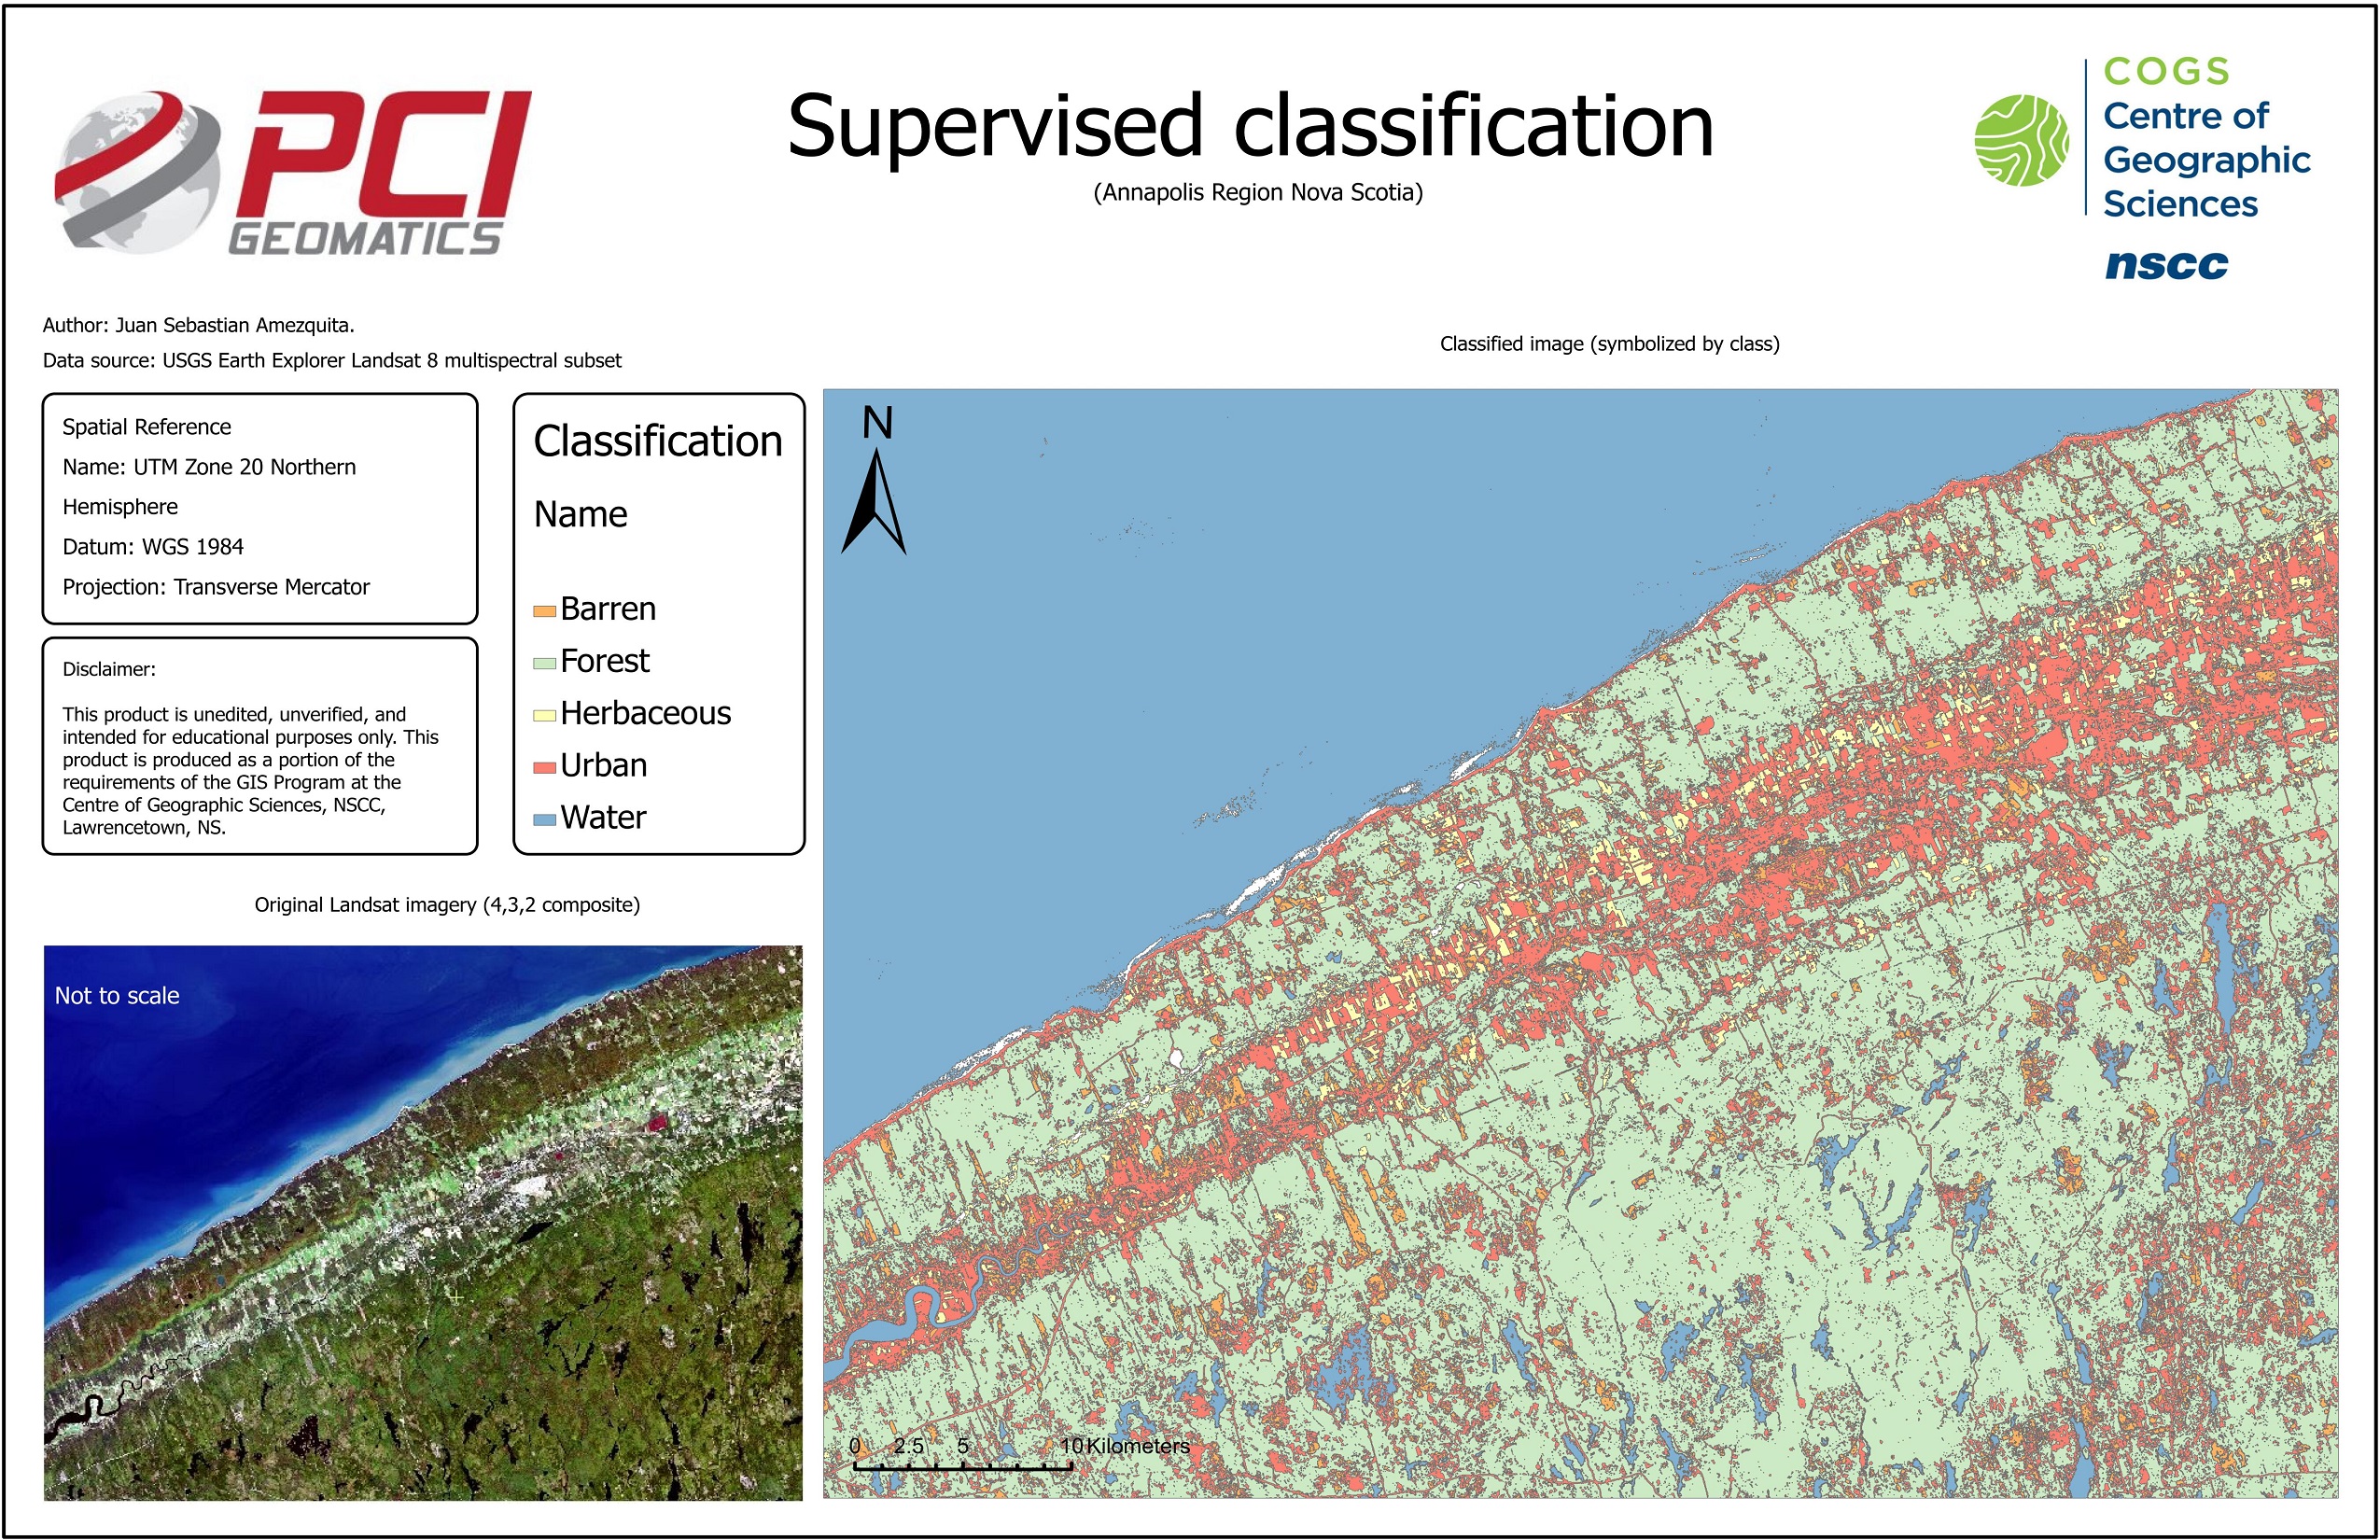 PCI
GEOMATICS
Supervised classification
(Annapolis Region Nova Scotia)
COGS
Centre of
Geographic
Sciences
nscc
Author: Juan Sebastian Amezquita.
Data source: USGS Earth Explorer Landsat 8 multispectral subset
Classified image (symbolized by class)
Spatial Reference
Name: UTM Zone 20 Northern
Hemisphere
Datum: WGS 1984
Projection: Transverse Mercator
Disclaimer:
This product is unedited, unverified, and
intended for educational purposes only. This
product is produced as a portion of the
requirements of the GIS Program at the
Centre of Geographic Sciences, NSCC,
Lawrencetown, NS.
Classification
Name
Barren
Forest
Herbaceous
Urban
Water
N
Original Landsat imagery (4,3,2 composite)
Not to scale
0 2.5 5 10 Kilometers